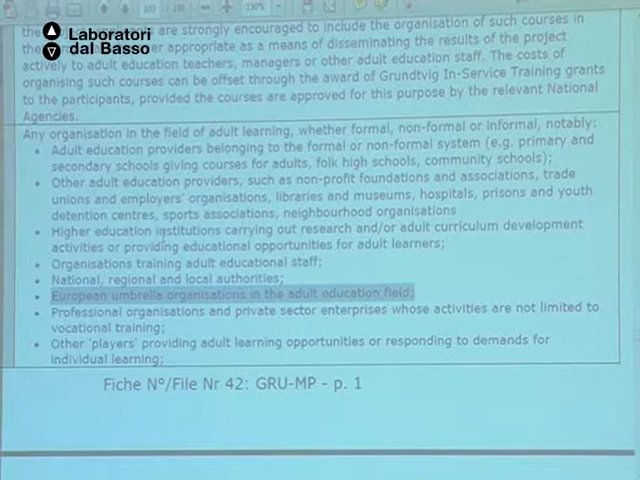 Laboratori
dal Basso
156%
are strongly encouraged to include the organisation of such courses in
the er appropriate as a means of disseminating the results of the project
actively to adult education teachers, managers or other adult education staff. The costs of
organising such courses can be offset through the award of Grundtvig In-Service Training grants
to the participants, provided the courses are approved for this purpose by the relevant National
Agencies.
Any organisation in the field of adult learning, whether formal, non-formal or informal, notably:
• Adult education providers belonging to the formal or non-formal system (e.g. primary and
secondary schools giving courses for adults, folk high schools, community schools);
• Other adult education providers, such as non-profit foundations and associations, trade
unions and employers' organisations, libraries and museums, hospitals, prisons and youth
detention centres, sports associations, neighbourhood organisations
• Higher education institutions carrying out research and/or adult curriculum development
activities or providing educational opportunities for adult learners;
• Organisations training adult educational staff;
• National, regional and local authorities;
• European umbrella organisations in the adult education field;
• Professional organisations and private sector enterprises whose activities are not limited to
vocational training;
• Other 'players' providing adult learning opportunities or responding to demands for
individual learning;
Fiche N°/File Nr 42: GRU-MP - p. 1